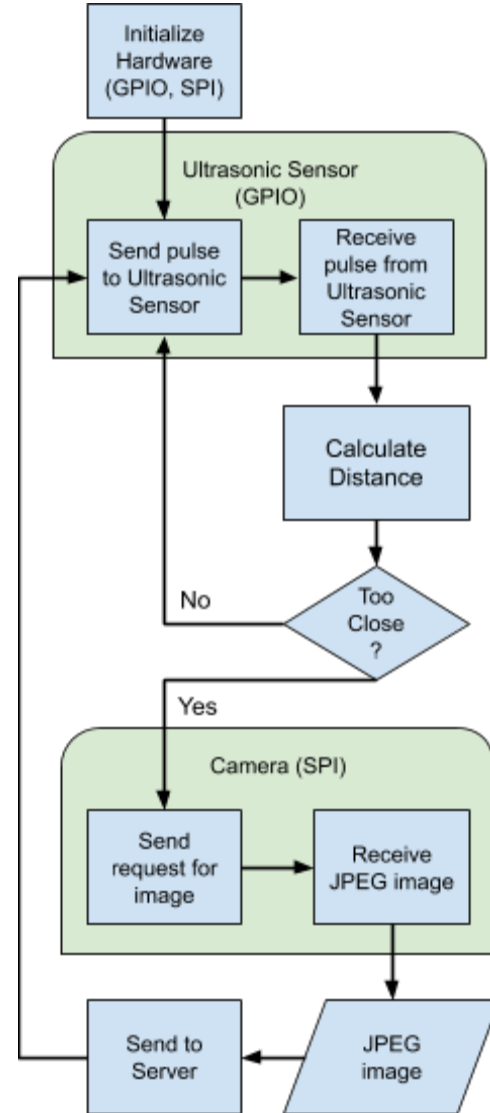 Initialize
Hardware
(GPIO, SPI)
Ultrasonic Sensor
(GPIO)
Send pulse
to Ultrasonic
Sensor
Receive
pulse from
Ultrasonic
Sensor
Calculate
Distance
Too
Close
?
No
Yes
Camera (SPI)
Send
request for
image
Receive
JPEG image
JPEG
image
Send to
Server